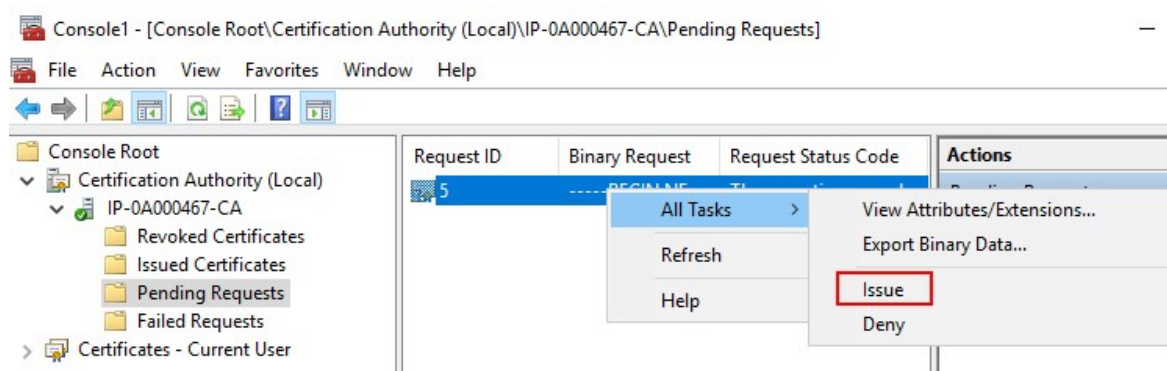 Console1 - [Console Root\Certification Authority (Local)\IP-0A000467-CA\Pending Requests]
File Action View Favorites Window Help
Console Root
Certification Authority (Local)
IP-0A000467-CA
Revoked Certificates
Issued Certificates
Pending Requests
Failed Requests
Certificates - Current User
Request ID Binary Request Request Status Code
5
All Tasks
Refresh
Help
View Attributes/Extensions...
Export Binary Data...
Issue
Deny
Actions